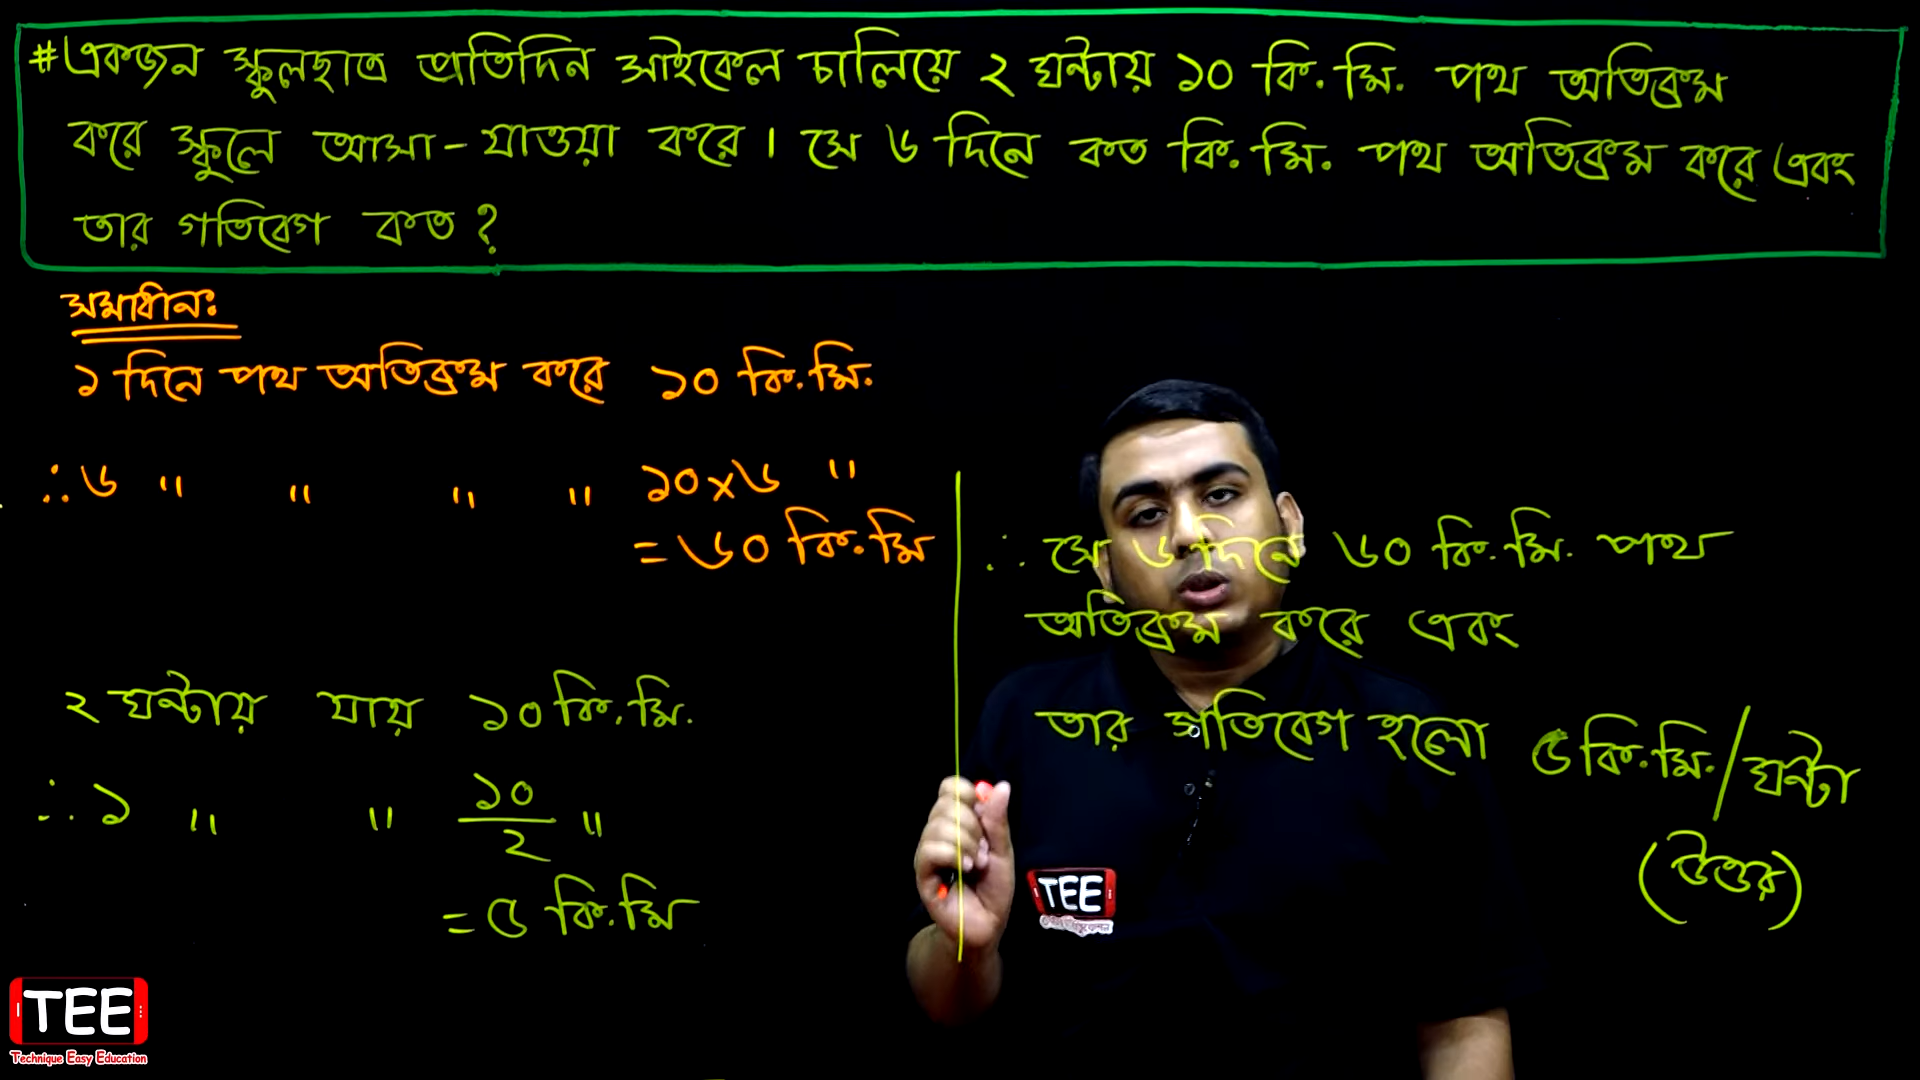 #একজন স্কুলছাত্র প্রতিদিন সাইকেল চালিয়ে ২ ঘন্টায় ১০ কি.মি. পথ অতিক্রম
করে স্কুলে আসা-যাওয়া করে। সে ৬ দিনে কত কি.মি. পথ অতিক্রম করে এবং
তার গতিবেগ কত?
সমাধান:
১ দিনে পথ অতিক্রম করে ১০ কি.মি.
∴ ৬ " " " " ১০×৬ "
= ৬০ কি.মি
২ ঘন্টায় যায় ১০ কি.মি.
∴ ১ " " ১০/২ "
= ৫ কি.মি
∴ সে ৬ দিনে ৬০ কি.মি. পথ
অতিক্রম করে এবং
তার গতিবেগ হলো ৫ কি.মি./ঘন্টা
(উত্তর)
TEE
TEE
Technique Easy Education